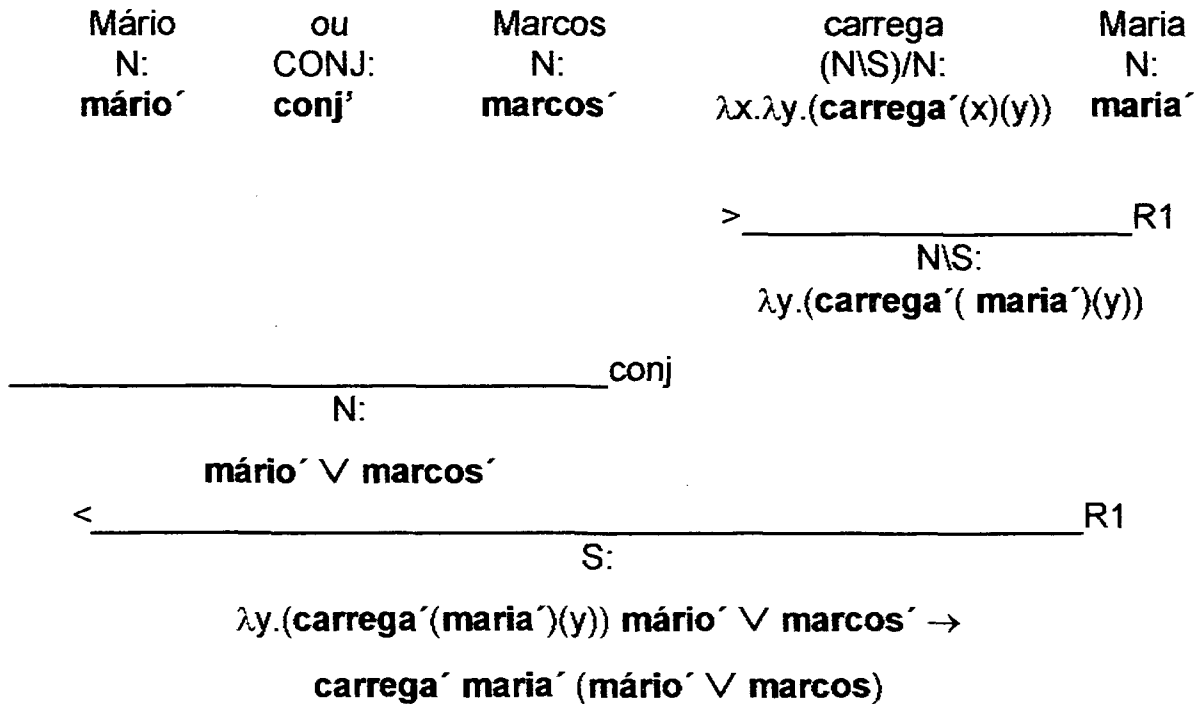 Mário ou Marcos carrega Maria
N: CONJ: N: (N\S)/N: N:
mário´ conj’ marcos´ λx.λy.(carrega´(x)(y)) maria´
> R1
N\S:
λy.(carrega´( maria´)(y))
conj
N:
mário´ ∨ marcos´
< R1
S:
λy.(carrega´(maria´)(y)) mário´ ∨ marcos´ →
carrega´ maria´ (mário´ ∨ marcos)